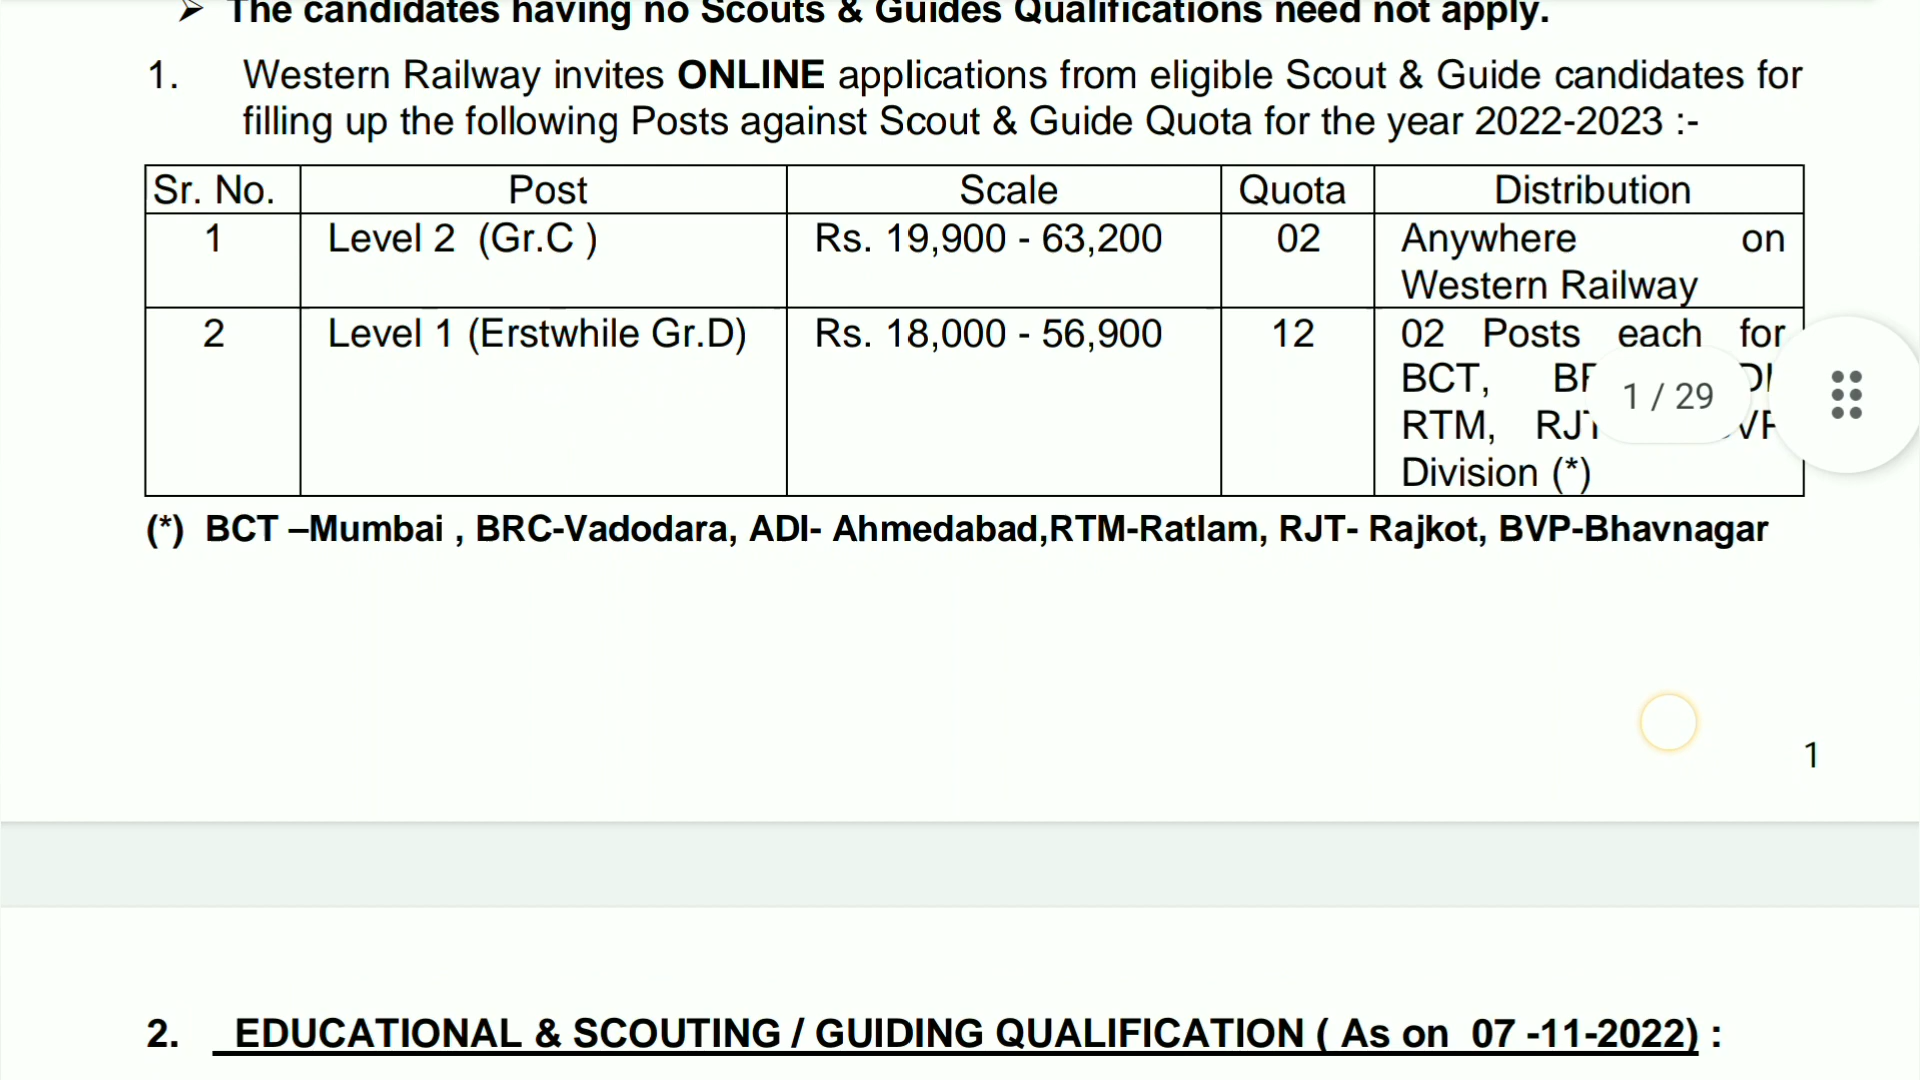 ➢ The candidates having no Scouts & Guides Qualifications need not apply.
1. Western Railway invites ONLINE applications from eligible Scout & Guide candidates for
filling up the following Posts against Scout & Guide Quota for the year 2022-2023 :-
Sr. No. Post Scale Quota Distribution
1 Level 2 (Gr.C ) Rs. 19,900 - 63,200 02 Anywhere on
Western Railway
2 Level 1 (Erstwhile Gr.D) Rs. 18,000 - 56,900 12 02 Posts each for
BCT,
RTM,
Division (*)
1 / 29
(*) BCT –Mumbai , BRC-Vadodara, ADI- Ahmedabad,RTM-Ratlam, RJT- Rajkot, BVP-Bhavnagar
1
2. EDUCATIONAL & SCOUTING / GUIDING QUALIFICATION ( As on 07 -11-2022) :